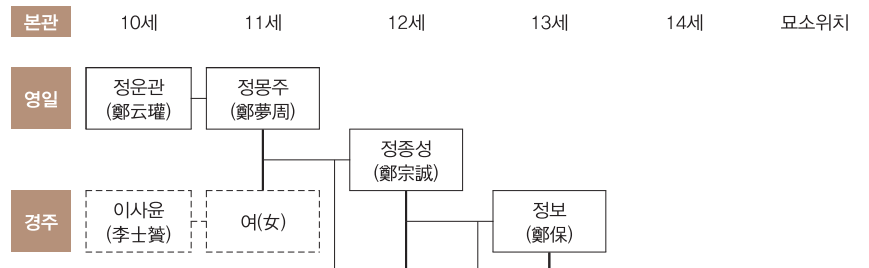 본관 10세 11세 12세 13세 14세 묘소위치
영일
정운관
(鄭云瓘)
정몽주
(鄭夢周)
정종성
(鄭宗誠)
경주
이사윤
(李士贇)
여(女)
정보
(鄭保)